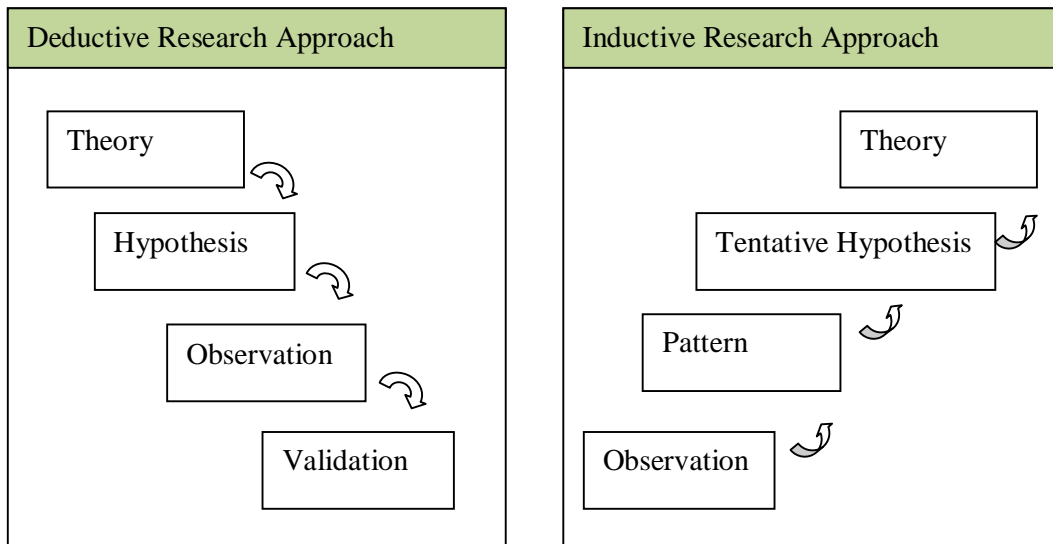 Deductive Research Approach
Theory
Hypothesis
Observation
Validation
Inductive Research Approach
Theory
Tentative Hypothesis
Pattern
Observation